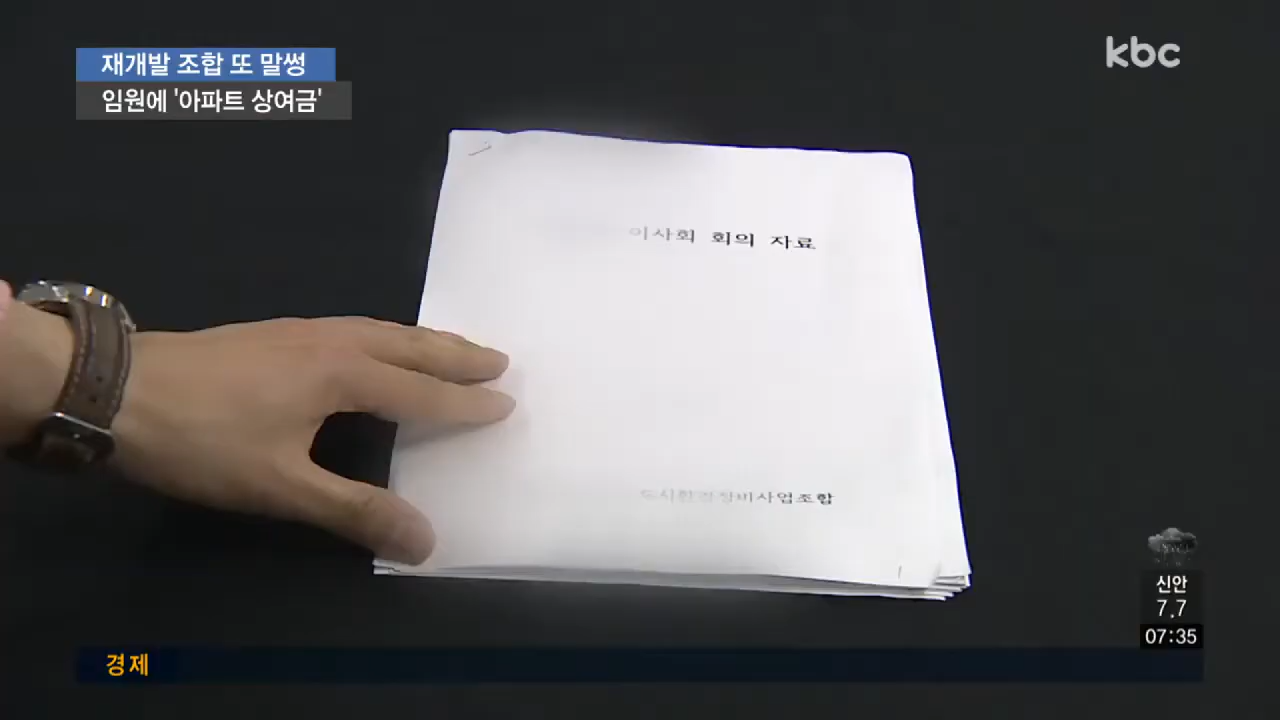 재개발 조합 또 말썽
임원에 '아파트 상여금'
kbc
이사회 회의 자료
도시환경정비사업조합
신안
7.7
07:35
경제